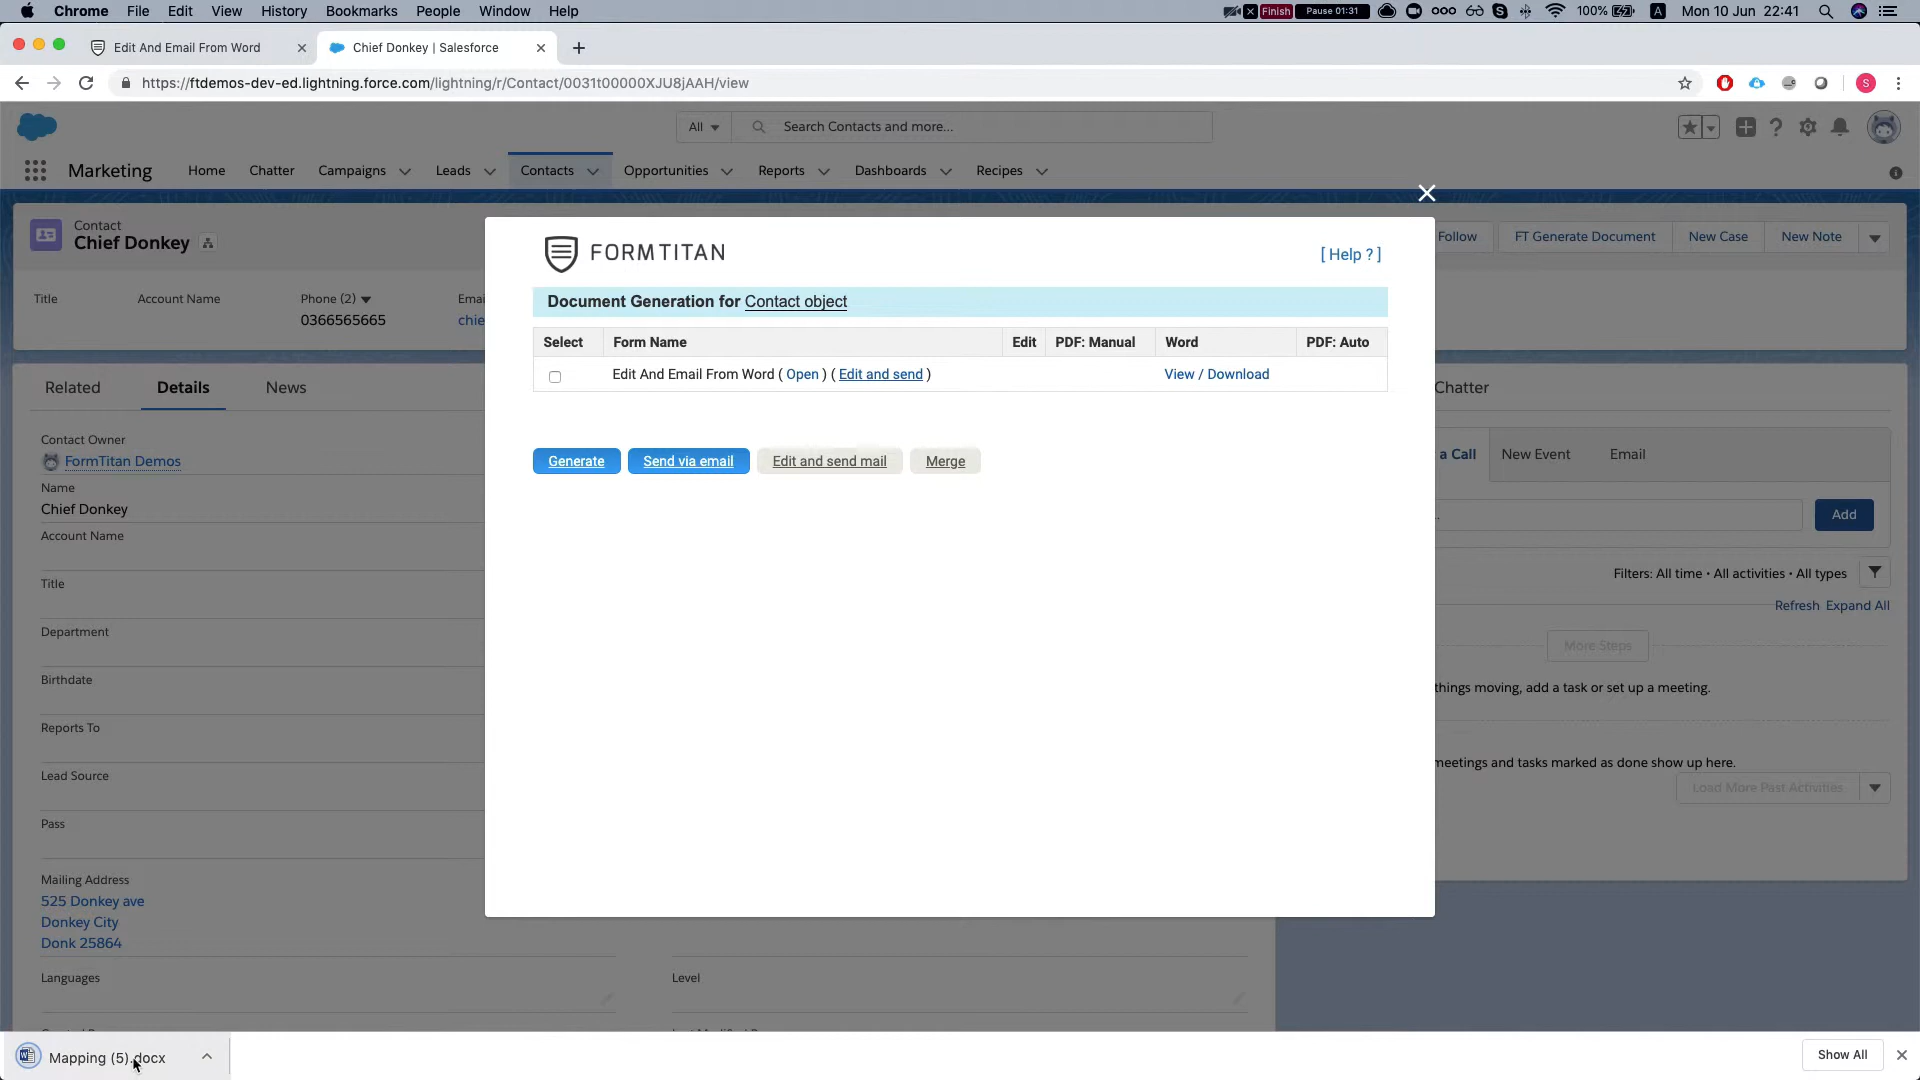 Chrome File Edit View History Bookmarks People Window Help Finish Pause 01:31 100% A Mon 10 Jun 22:41
Edit And Email From Word Chief Donkey | Salesforce
https://ftdemos-dev-ed.lightning.force.com/lightning/r/Contact/0031t00000XJU8jAAH/view S
All Search Contacts and more...
Marketing Home Chatter Campaigns Leads Contacts Opportunities Reports Dashboards Recipes
Contact
Chief Donkey
Follow FT Generate Document New Case New Note
Title Account Name Phone (2) Emai
0366565665 chie
FORMTITAN [ Help ? ]
Document Generation for Contact object
Select Form Name Edit PDF: Manual Word PDF: Auto
Edit And Email From Word ( Open ) ( Edit and send ) View / Download
Generate Send via email Edit and send mail Merge
Related Details News
Contact Owner
FormTitan Demos
Name
Chief Donkey
Account Name
Title
Department
Birthdate
Reports To
Lead Source
Pass
Mailing Address
525 Donkey ave
Donkey City
Donk 25864
Languages Level
Chatter
a Call New Event Email
Add
Filters: All time • All activities • All types
Refresh Expand All
More Steps
things moving, add a task or set up a meeting.
meetings and tasks marked as done show up here.
Load More Past Activities
Mapping (5).docx Show All